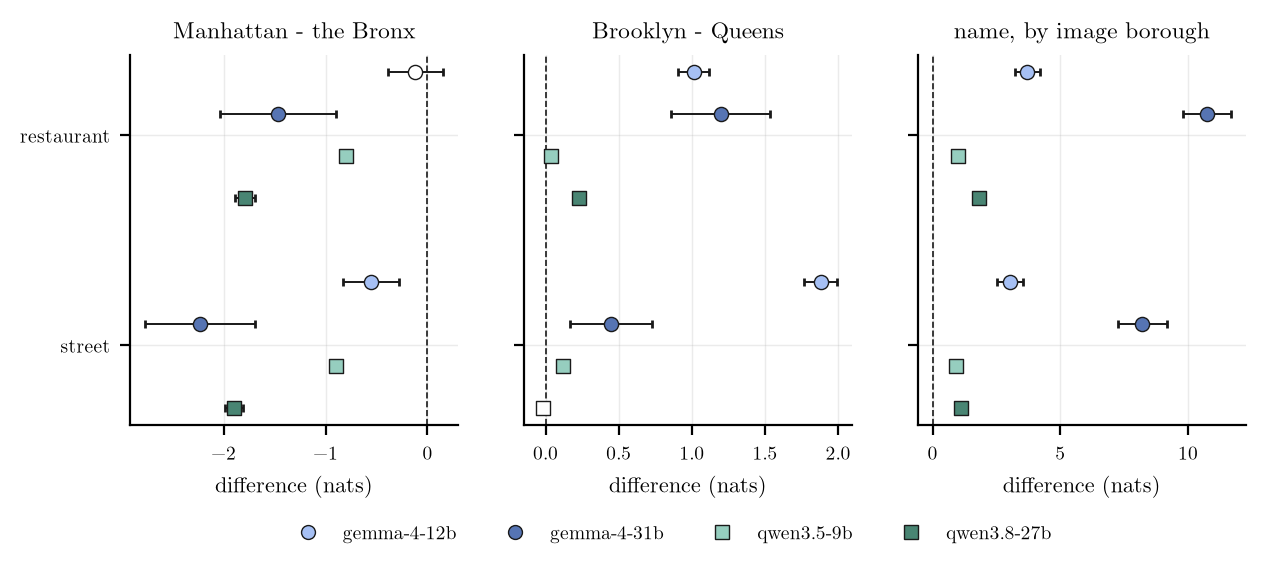 Manhattan - the Bronx
Brooklyn - Queens
name, by image borough
restaurant
street
−2 −1 0
0.0 0.5 1.0 1.5 2.0
0 5 10
difference (nats)
difference (nats)
difference (nats)
gemma-4-12b
gemma-4-31b
qwen3.5-9b
qwen3.8-27b